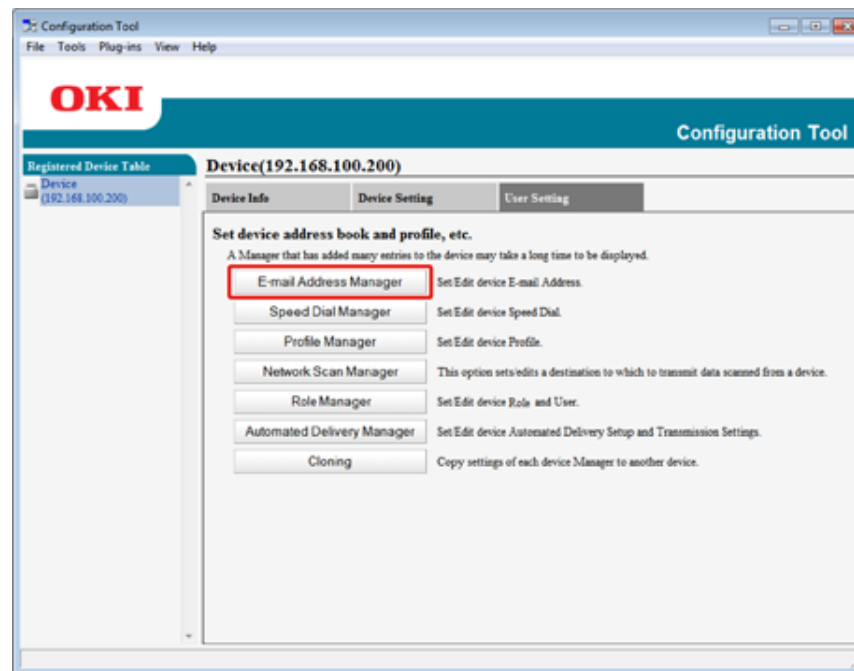 Configuration Tool
File Tools Plug-ins View Help
OKI
Configuration Tool
Registered Device Table
Device
(192.168.100.200)
Device(192.168.100.200)
Device Info Device Setting User Setting
Set device address book and profile, etc.
A Manager that has added many entries to the device may take a long time to be displayed.
E-mail Address Manager Set Edit device E-mail Address.
Speed Dial Manager Set Edit device Speed Dial.
Profile Manager Set Edit device Profile.
Network Scan Manager This option sets/edits a destination to which to transmit data scanned from a device.
Role Manager Set Edit device Role and User.
Automated Delivery Manager Set Edit device Automated Delivery Setup and Transmission Settings.
Cloning Copy settings of each device Manager to another device.